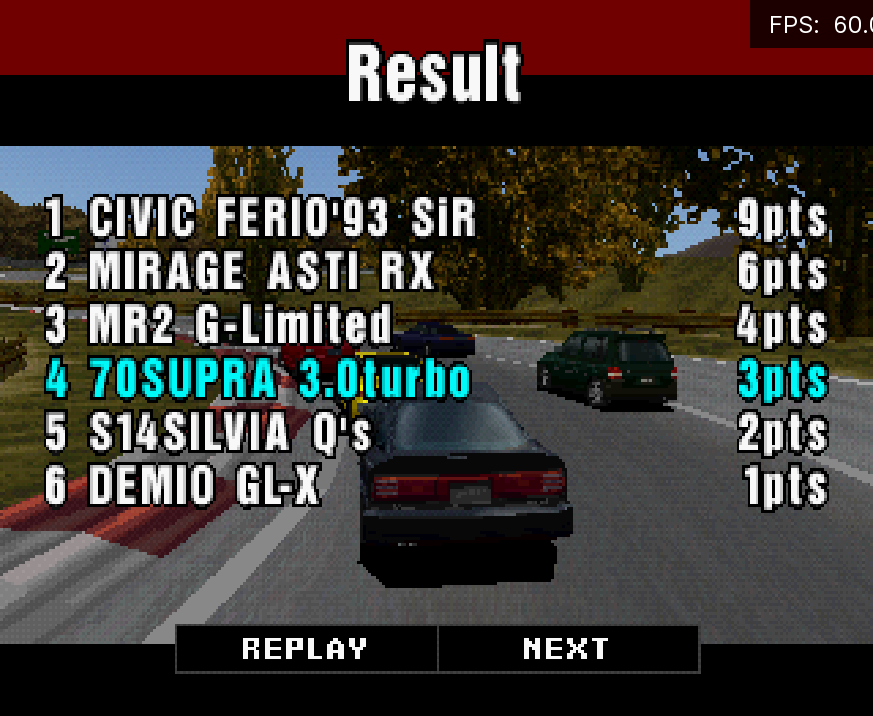 FPS: 60.0
Result
1 CIVIC FERIO'93 SiR 9pts
2 MIRAGE ASTI RX 6pts
3 MR2 G-Limited 4pts
4 70SUPRA 3.0turbo 3pts
5 S14SILVIA Q's 2pts
6 DEMIO GL-X 1pts
REPLAY NEXT